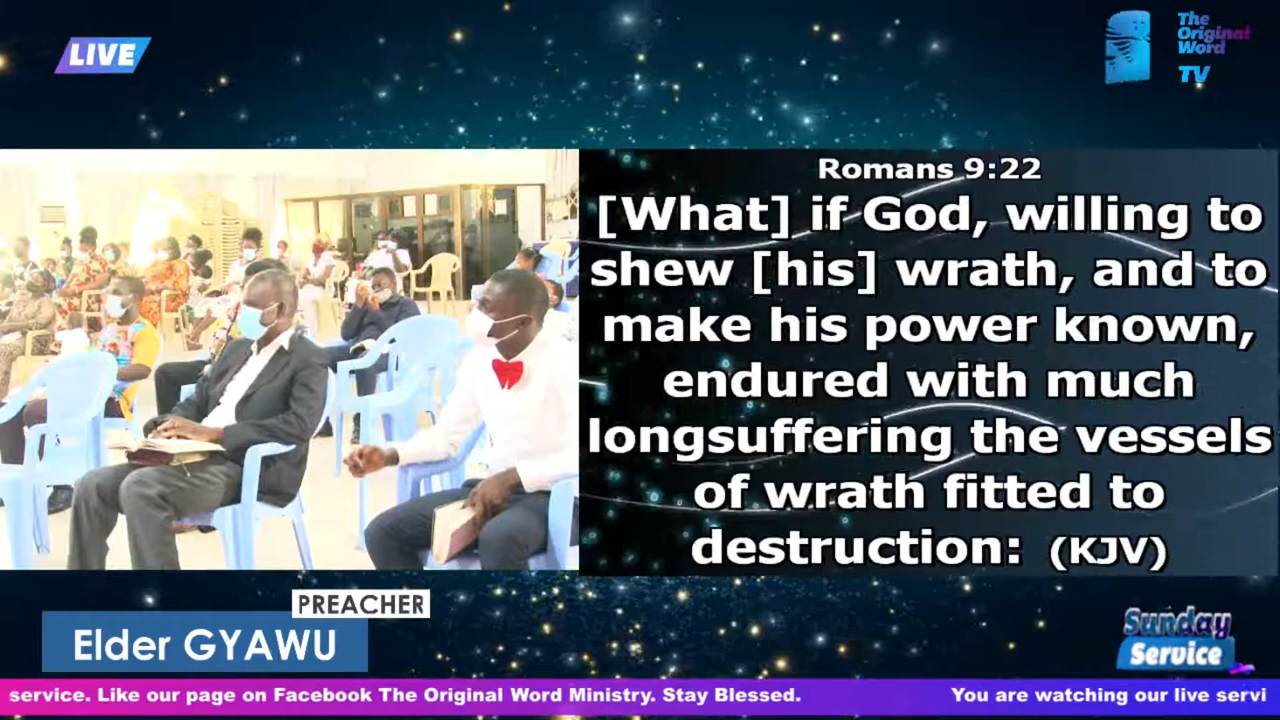 LIVE
The
Original
Word
TV
Romans 9:22
[What] if God, willing to
shew [his] wrath, and to
make his power known,
endured with much
longsuffering the vessels
of wrath fitted to
destruction: (KJV)
PREACHER
Elder GYAWU
Sunday
Service
service. Like our page on Facebook The Original Word Ministry. Stay Blessed. You are watching our live servi